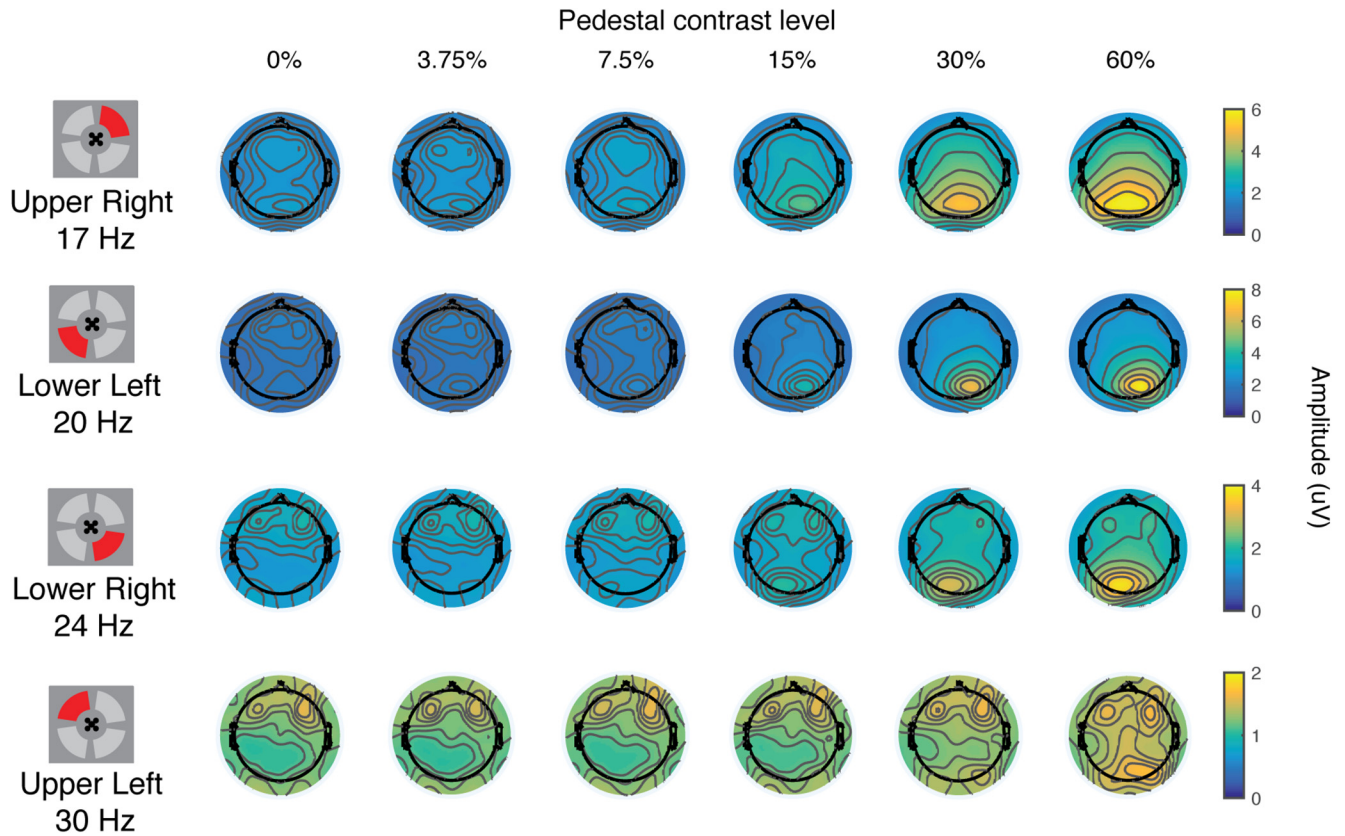 Pedestal contrast level
0% 3.75% 7.5% 15% 30% 60%
Upper Right
17 Hz
6
4
2
0
Lower Left
20 Hz
8
6
4
2
0
Amplitude (uV)
Lower Right
24 Hz
4
2
0
Upper Left
30 Hz
2
1
0